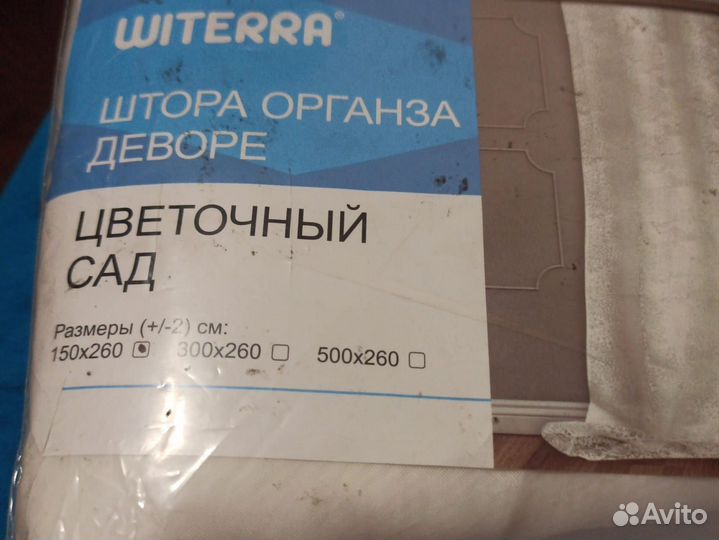 WITERRA®
ШТОРА ОРГАНЗА
ДЕВОРЕ
ЦВЕТОЧНЫЙ
САД
Размеры (+/-2) см:
150х260 300х260 500х260
Avito